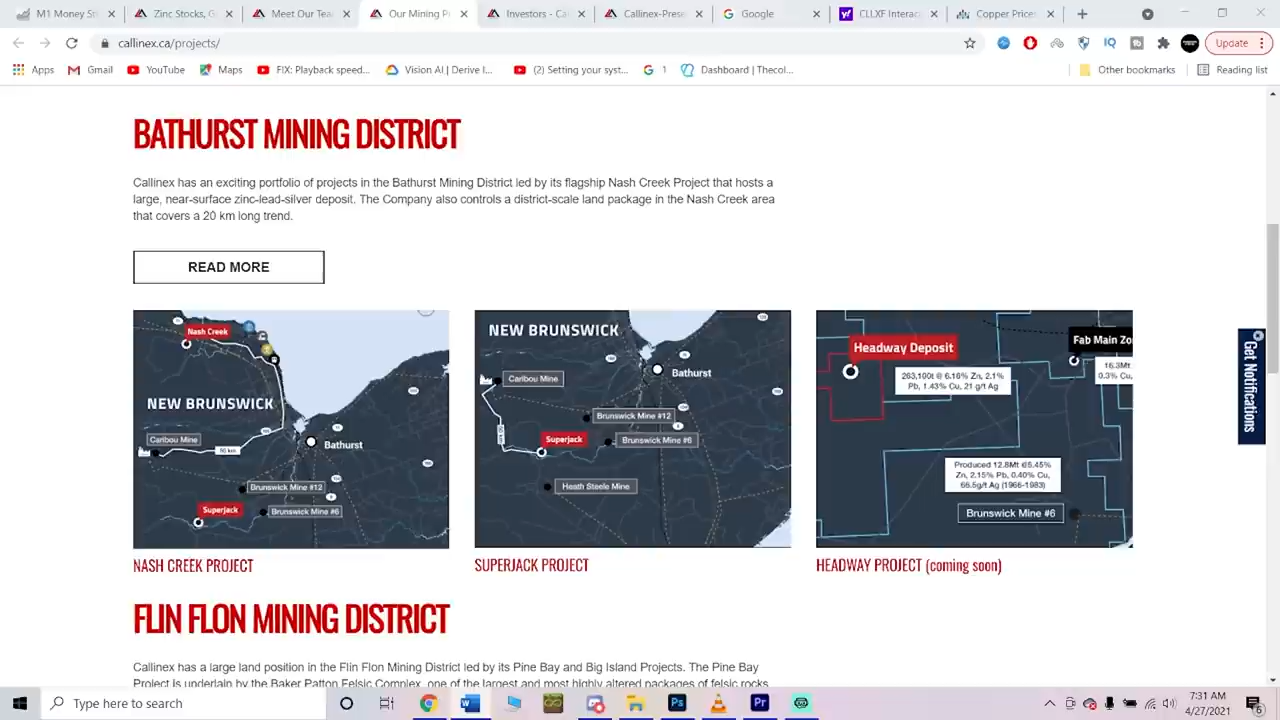 M1 Money St
Zinc Stocks, G
Meet Our Tea
Our Mining P
Investors - Ca
Callinex-Prese
Google
CLLXF Interac
Copper Price
callinex.ca/projects/
IQ
Update
Apps
Gmail
YouTube
Maps
FIX: Playback speed...
Vision AI | Derive I...
(2) Setting your syst...
1
Dashboard | Thecol...
Other bookmarks
Reading list
BATHURST MINING DISTRICT
Callinex has an exciting portfolio of projects in the Bathurst Mining District led by its flagship Nash Creek Project that hosts a
large, near-surface zinc-lead-silver deposit. The Company also controls a district-scale land package in the Nash Creek area
that covers a 20 km long trend.
READ MORE
Nash Creek
NEW BRUNSWICK
Caribou Mine
Bathurst
Brunswick Mine #12
Superjack
Brunswick Mine #6
NASH CREEK PROJECT
NEW BRUNSWICK
Bathurst
Caribou Mine
Brunswick Mine #12
Superjack
Brunswick Mine #6
Heath Steele Mine
SUPERJACK PROJECT
Headway Deposit
Fab Main Zo
263,100t @ 6.16% Zn, 2.1%
Pb, 1.43% Cu, 21 g/t Ag
16.3Mt
0.3% Cu,
Produced 12.8Mt @5.45%
Zn, 2.15% Pb, 0.40% Cu,
66.5g/t Ag (1966-1983)
Brunswick Mine #6
HEADWAY PROJECT (coming soon)
Get Notifications
FLIN FLON MINING DISTRICT
Callinex has a large land position in the Flin Flon Mining District led by its Pine Bay and Big Island Projects. The Pine Bay
Project is underlain by the Baker Patton Felsic Complex, one of the largest and most highly altered packages of felsic rocks
Type here to search
7:31 AM
4/27/2021
6